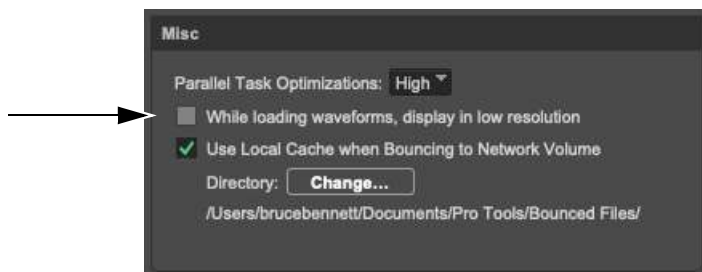 Misc
Parallel Task Optimizations: High
While loading waveforms, display in low resolution
Use Local Cache when Bouncing to Network Volume
Directory: Change...
/Users/brucebennett/Documents/Pro Tools/Bounced Files/